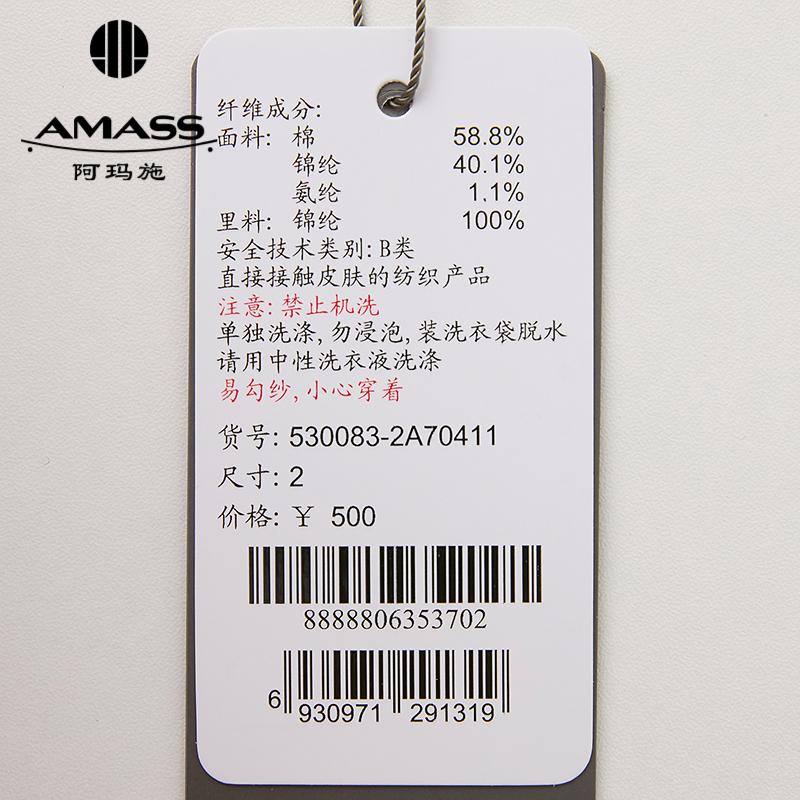 AMASS
阿玛施
纤维成分:
面料: 棉 58.8%
锦纶 40.1%
氨纶 1.1%
里料: 锦纶 100%
安全技术类别: B类
直接接触皮肤的纺织产品
注意: 禁止机洗
单独洗涤, 勿浸泡, 装洗衣袋脱水
请用中性洗衣液洗涤
易勾纱, 小心穿着
货号: 530083-2A70411
尺寸: 2
价格: ¥ 500
8888806353702
6 930971 291319